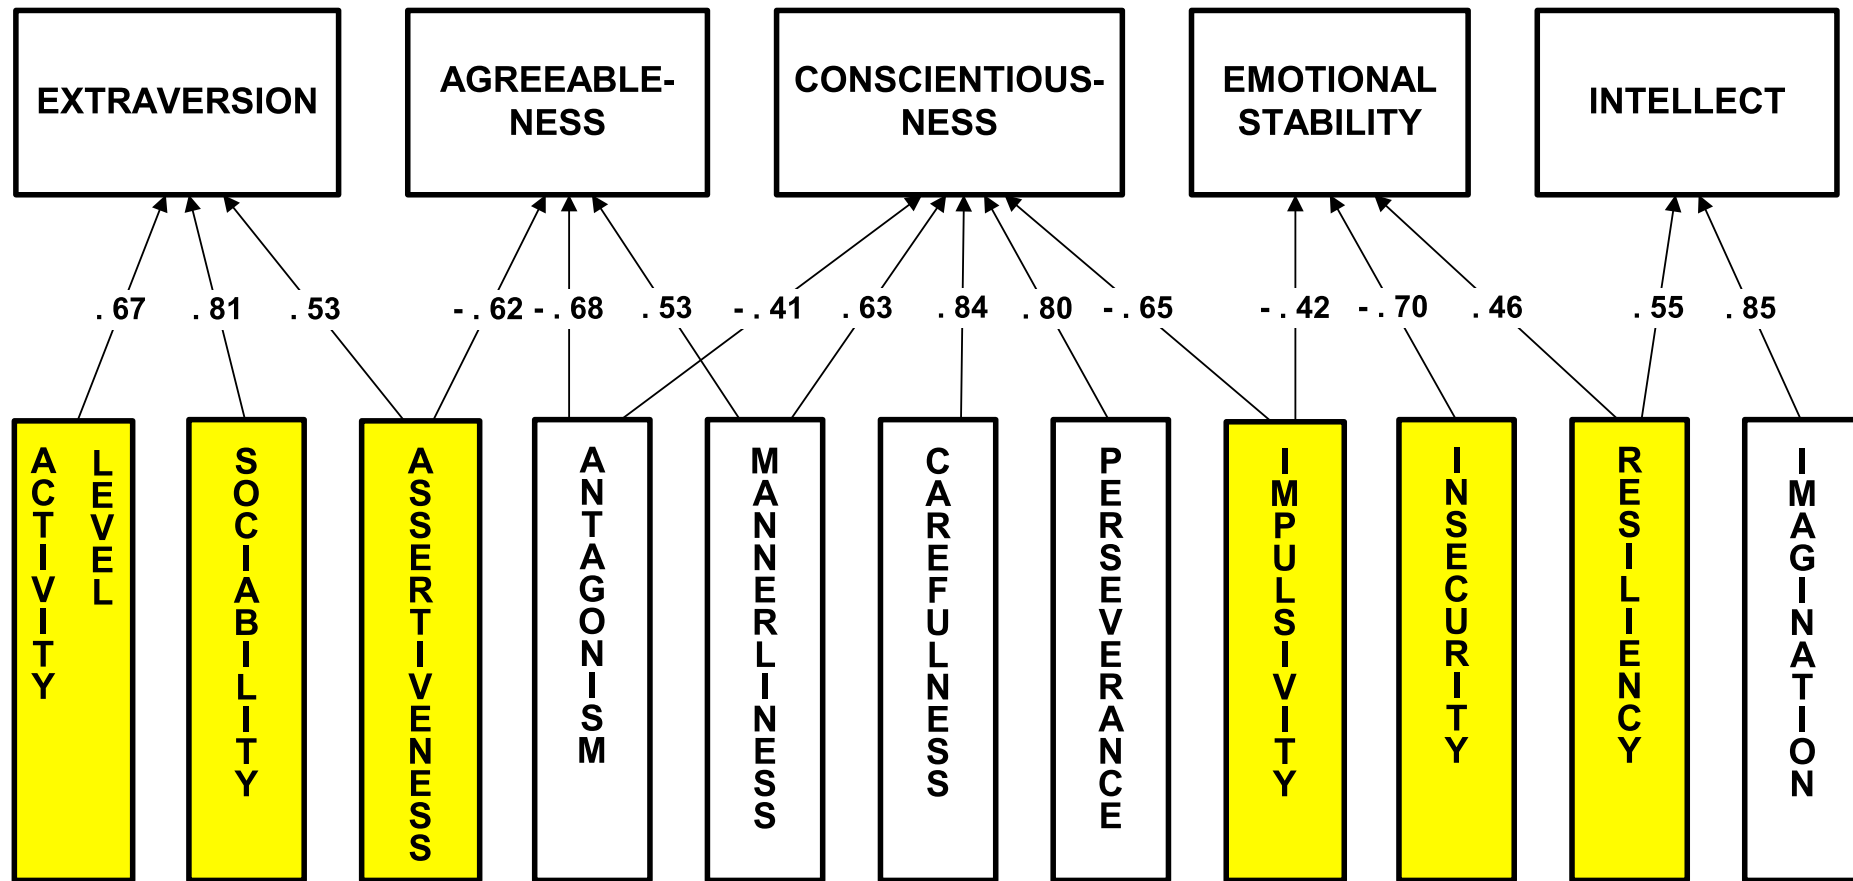 EXTRAVERSION
AGREEABLE-
NESS
CONSCIENTIOUS-
NESS
EMOTIONAL
STABILITY
INTELLECT
. 67
. 81
. 53
- . 62
- . 68
. 53
- . 41
. 63
. 84
. 80
- . 65
- . 42
- . 70
. 46
. 55
. 85
ACTIVITY
LEVEL
SOCIABILITY
ASSERTIVENESS
ANTAGONISM
MANNERLINESS
CAREFULNESS
PERSEVERANCE
IMPULSIVITY
INSECURITY
RESILIENCY
IMAGINATION